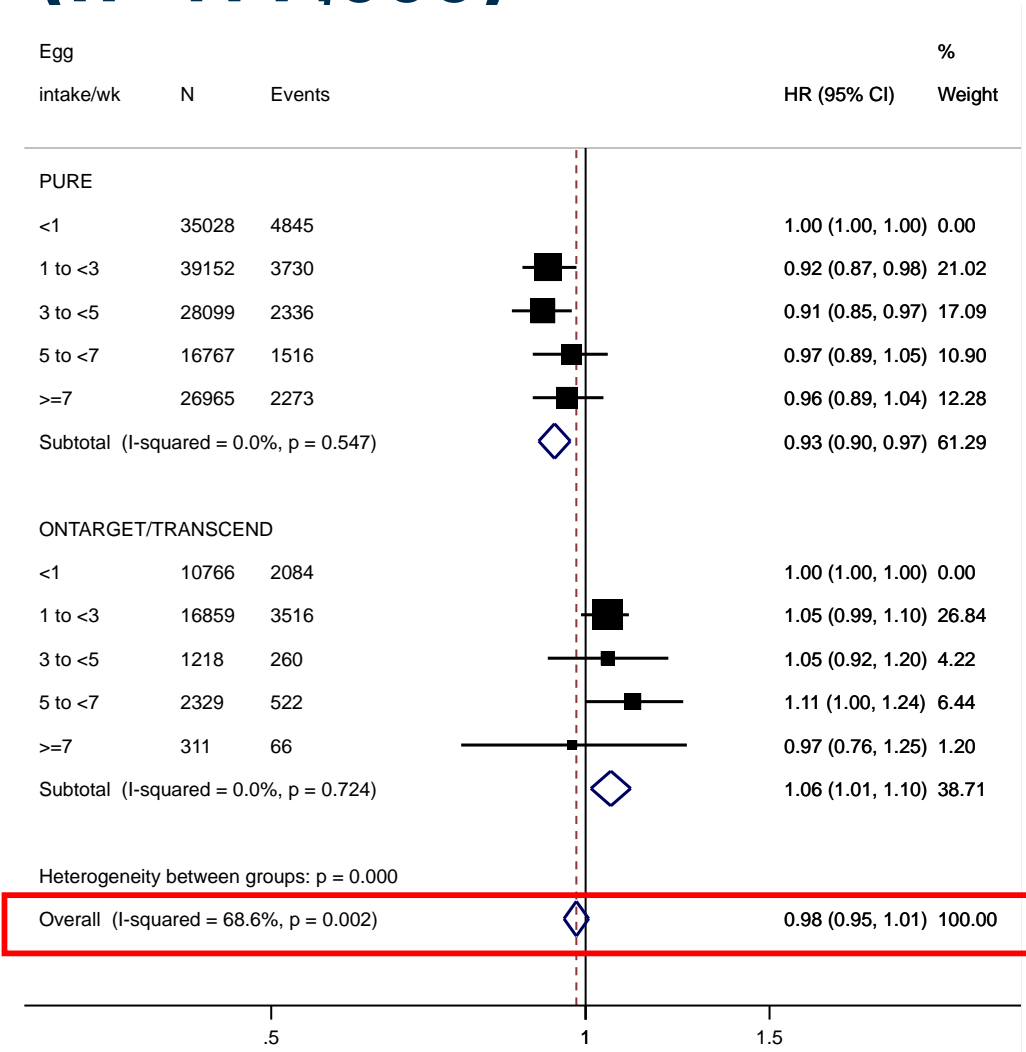 Egg %
intake/wk N Events HR (95% CI) Weight
PURE
<1 35028 4845 1.00 (1.00, 1.00) 0.00
1 to <3 39152 3730 0.92 (0.87, 0.98) 21.02
3 to <5 28099 2336 0.91 (0.85, 0.97) 17.09
5 to <7 16767 1516 0.97 (0.89, 1.05) 10.90
>=7 26965 2273 0.96 (0.89, 1.04) 12.28
Subtotal (I-squared = 0.0%, p = 0.547) 0.93 (0.90, 0.97) 61.29
ONTARGET/TRANSCEND
<1 10766 2084 1.00 (1.00, 1.00) 0.00
1 to <3 16859 3516 1.05 (0.99, 1.10) 26.84
3 to <5 1218 260 1.05 (0.92, 1.20) 4.22
5 to <7 2329 522 1.11 (1.00, 1.24) 6.44
>=7 311 66 0.97 (0.76, 1.25) 1.20
Subtotal (I-squared = 0.0%, p = 0.724) 1.06 (1.01, 1.10) 38.71
Heterogeneity between groups: p = 0.000
Overall (I-squared = 68.6%, p = 0.002) 0.98 (0.95, 1.01) 100.00
.5 1 1.5